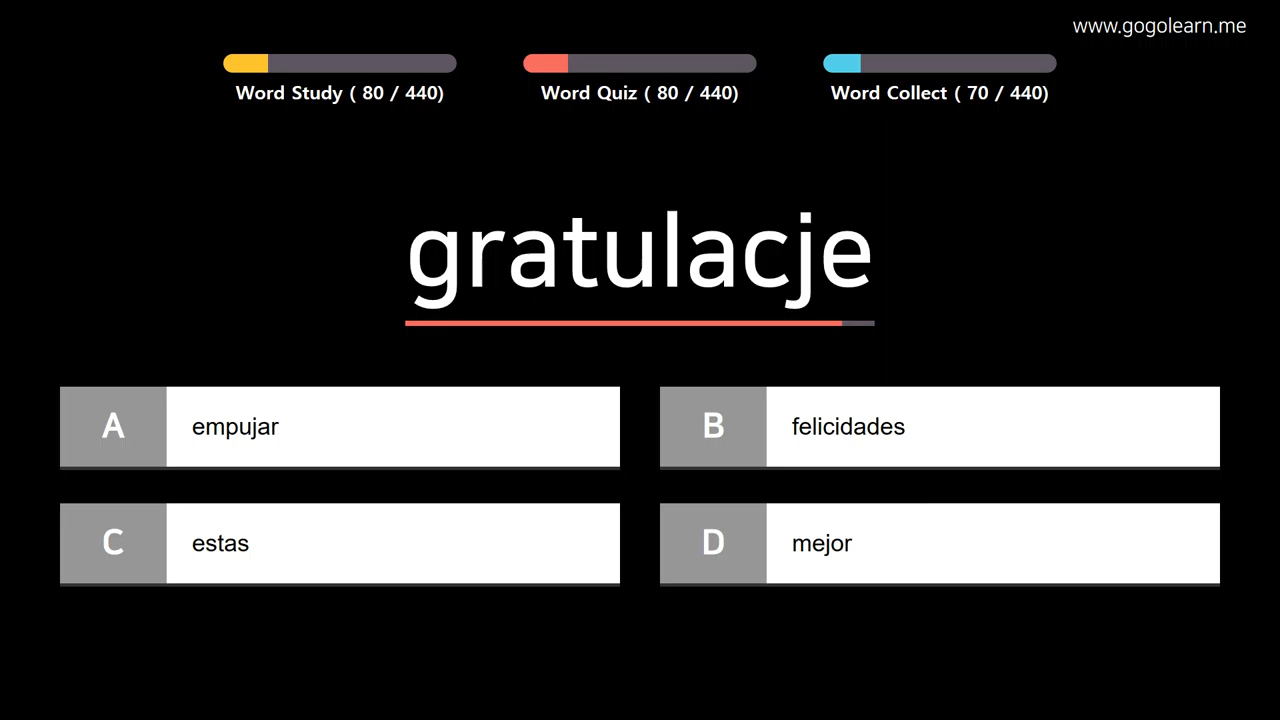 www.gogolearn.me
Word Study ( 80 / 440)
Word Quiz ( 80 / 440)
Word Collect ( 70 / 440)
gratulacje
A empujar
B felicidades
C estas
D mejor